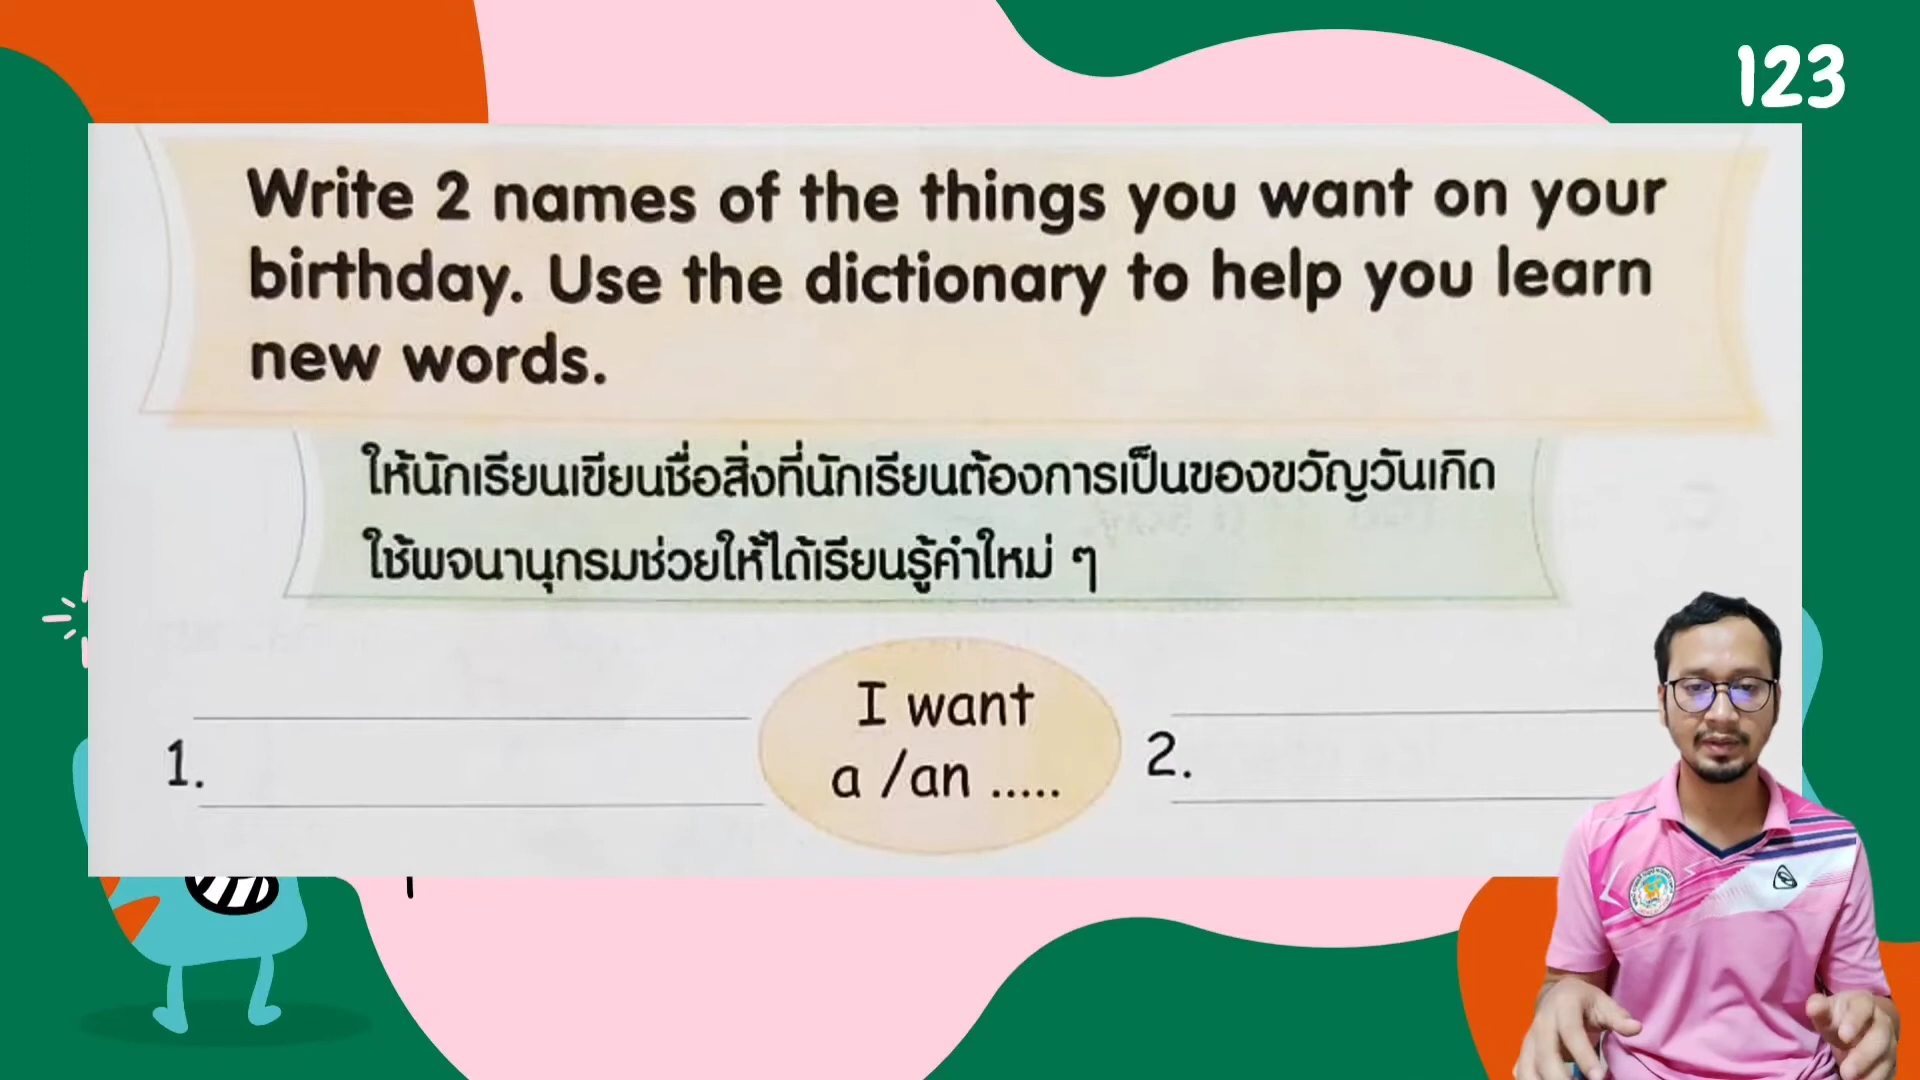 123
Write 2 names of the things you want on your
birthday. Use the dictionary to help you learn
new words.
ให้นักเรียนเขียนชื่อสิ่งที่นักเรียนต้องการเป็นของขวัญวันเกิด
ใช้พจนานุกรมช่วยให้ได้เรียนรู้คำใหม่ ๆ
I want
a /an .....
1.
2.